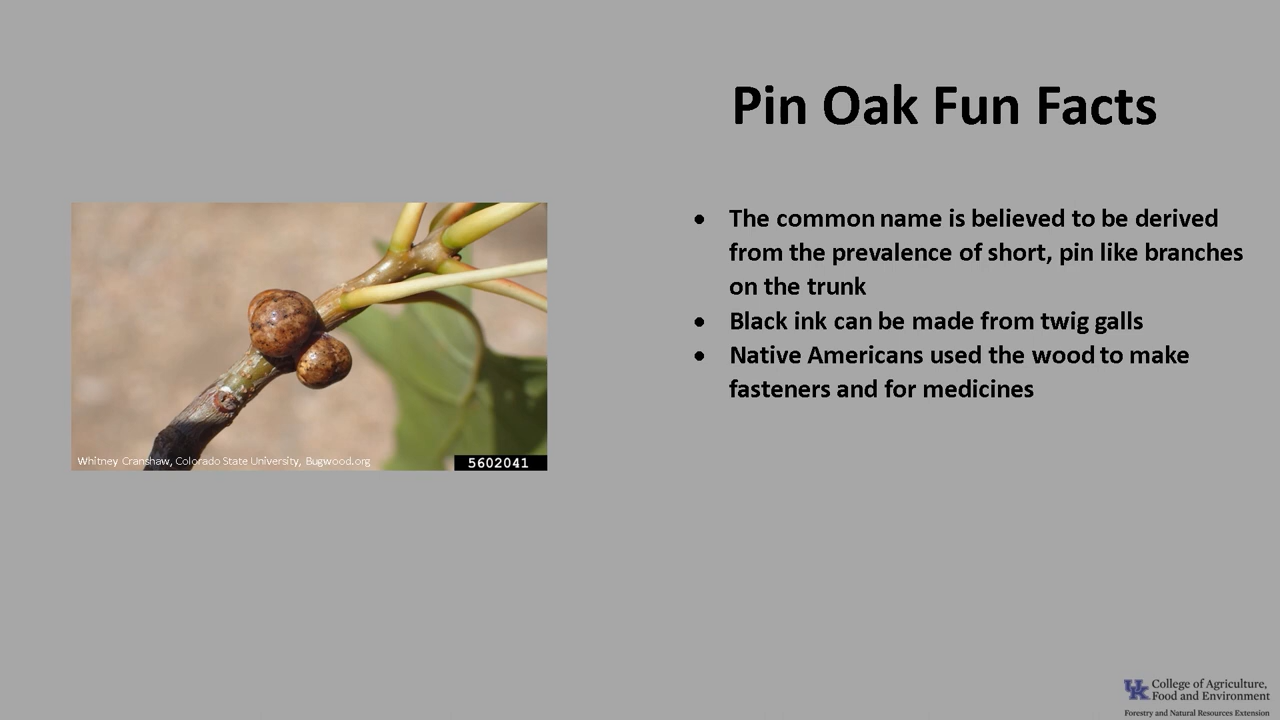 Pin Oak Fun Facts
• The common name is believed to be derived
from the prevalence of short, pin like branches
on the trunk
• Black ink can be made from twig galls
• Native Americans used the wood to make
fasteners and for medicines
Whitney Cranshaw, Colorado State University, Bugwood.org
5602041
UK College of Agriculture,
Food and Environment
Forestry and Natural Resources Extension